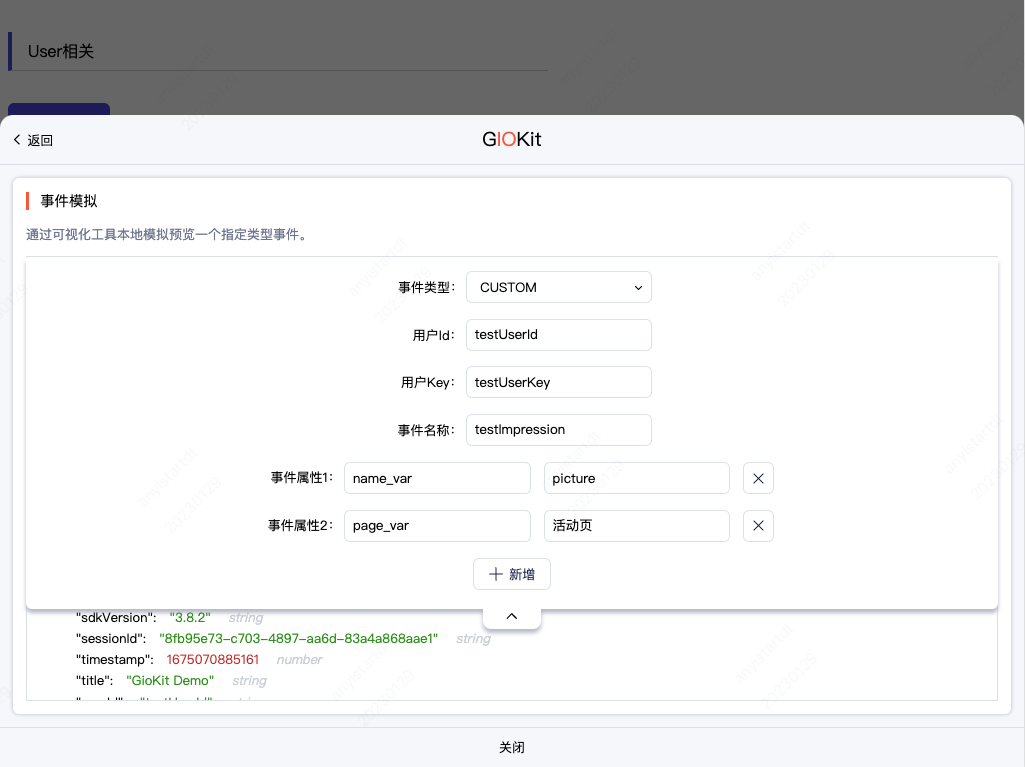 User相关
返回
GIOKit
事件模拟
通过可视化工具本地模拟预览一个指定类型事件。
事件类型: CUSTOM
用户Id: testUserId
用户Key: testUserKey
事件名称: testImpression
事件属性1: name_var picture
事件属性2: page_var 活动页
新增
"sdkVersion": "3.8.2" string
"sessionId": "8fb95e73-c703-4897-aa6d-83a4a868aae1" string
"timestamp": 1675070885161 number
"title": "GioKit Demo" string
关闭